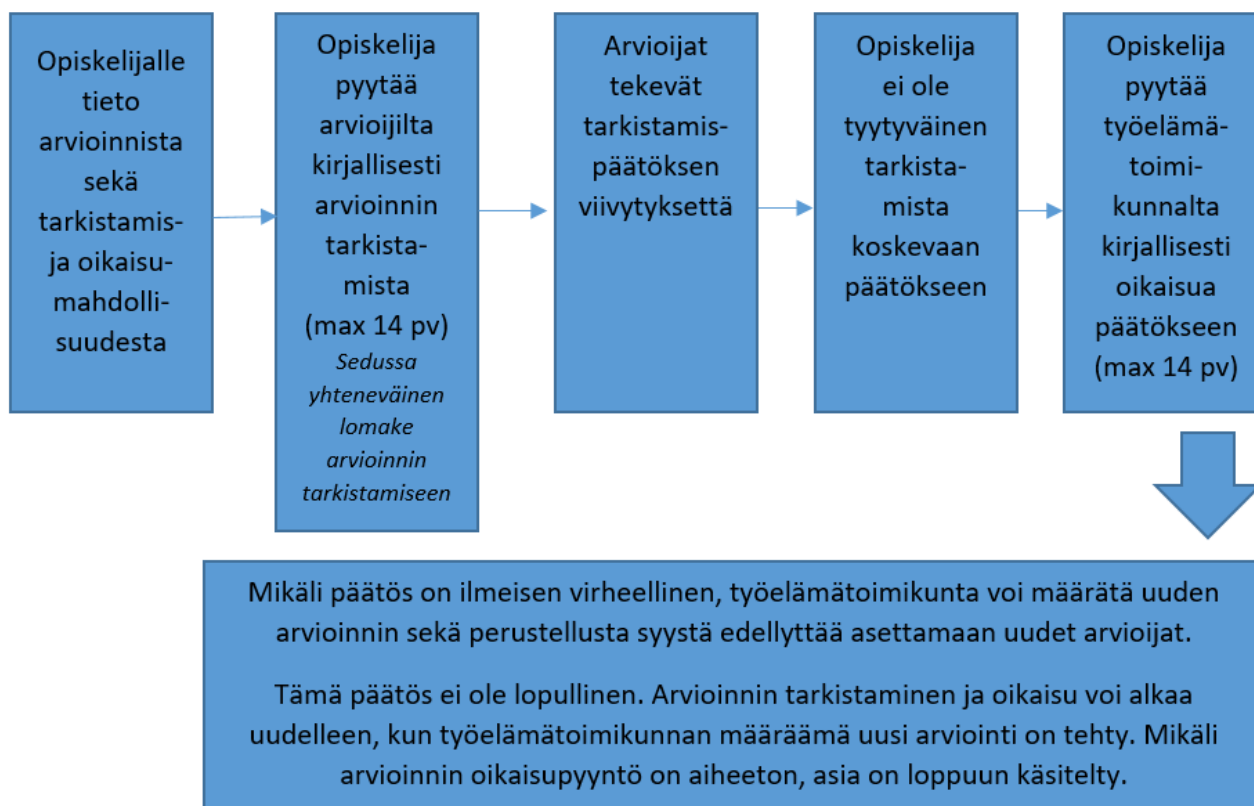 Opiskelijalle
tieto
arvioinnista
sekä
tarkistamis-
ja oikaisu-
mahdolli-
suudesta
Opiskelija
pyytää
arvioijilta
kirjallisesti
arvioinnin
tarkista-
mista
(max 14 pv)
Sedussa
yhteneväinen
lomake
arvioinnin
tarkistamiseen
Arvioijat
tekevät
tarkistamis-
päätöksen
viivytyksettä
Opiskelija
ei ole
tyytyväinen
tarkista-
mista
koskevaan
päätökseen
Opiskelija
pyytää
työelämä-
toimi-
kunnalta
kirjallisesti
oikaisua
päätökseen
(max 14 pv)
Mikäli päätös on ilmeisen virheellinen, työelämätoimikunta voi määrätä uuden
arvioinnin sekä perustellusta syystä edellyttää asettamaan uudet arvioijat.
Tämä päätös ei ole lopullinen. Arvioinnin tarkistaminen ja oikaisu voi alkaa
uudelleen, kun työelämätoimikunnan määräämä uusi arviointi on tehty. Mikäli
arvioinnin oikaisupyyntö on aiheeton, asia on loppuun käsitelty.